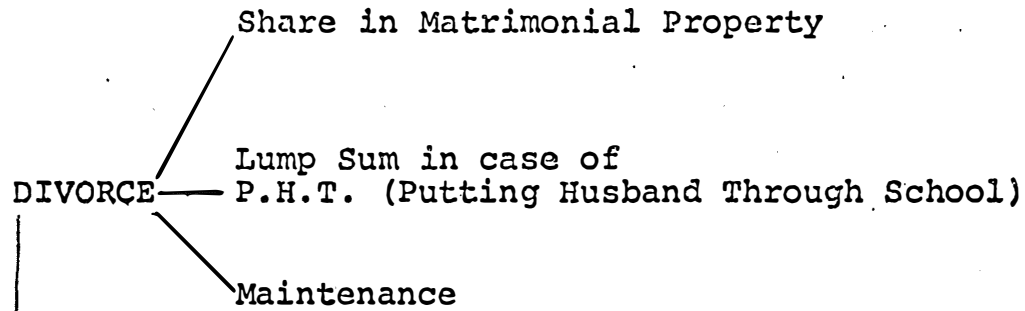 Share in Matrimonial Property
Lump Sum in case of
DIVORCE P.H.T. (Putting Husband Through School)
Maintenance